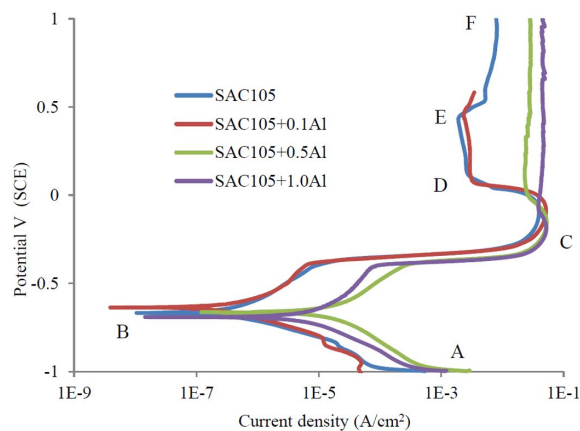 1
F
SAC105
0.5
SAC105+0.1Al
E
SAC105+0.5Al
SAC105+1.0Al
D
0
C
-0.5
B
A
-1
1E-9
1E-7
1E-5
1E-3
1E-1
Potential V (SCE)
Current density (A/cm²)